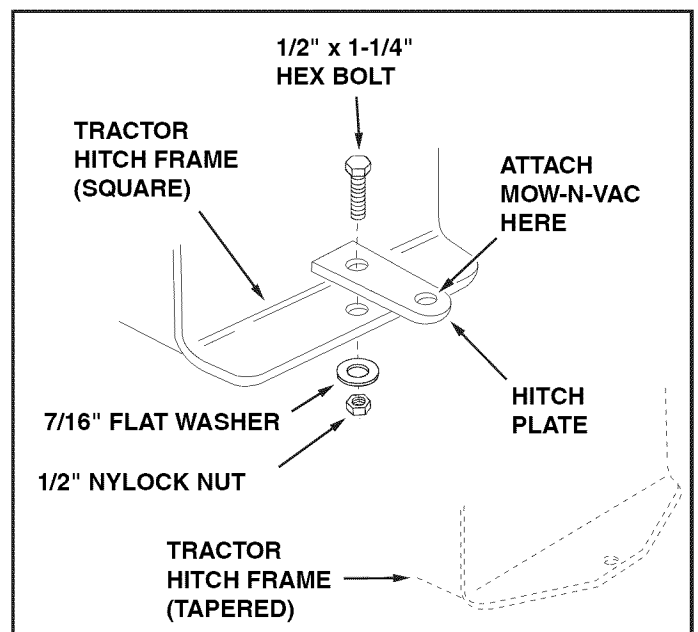 1/2" x 1-1/4"
HEX BOLT
TRACTOR
HITCH FRAME
(SQUARE)
ATTACH
MOW-N-VAC
HERE
7/16" FLAT WASHER
HITCH
PLATE
1/2" NYLOCK NUT
TRACTOR
HITCH FRAME
(TAPERED)